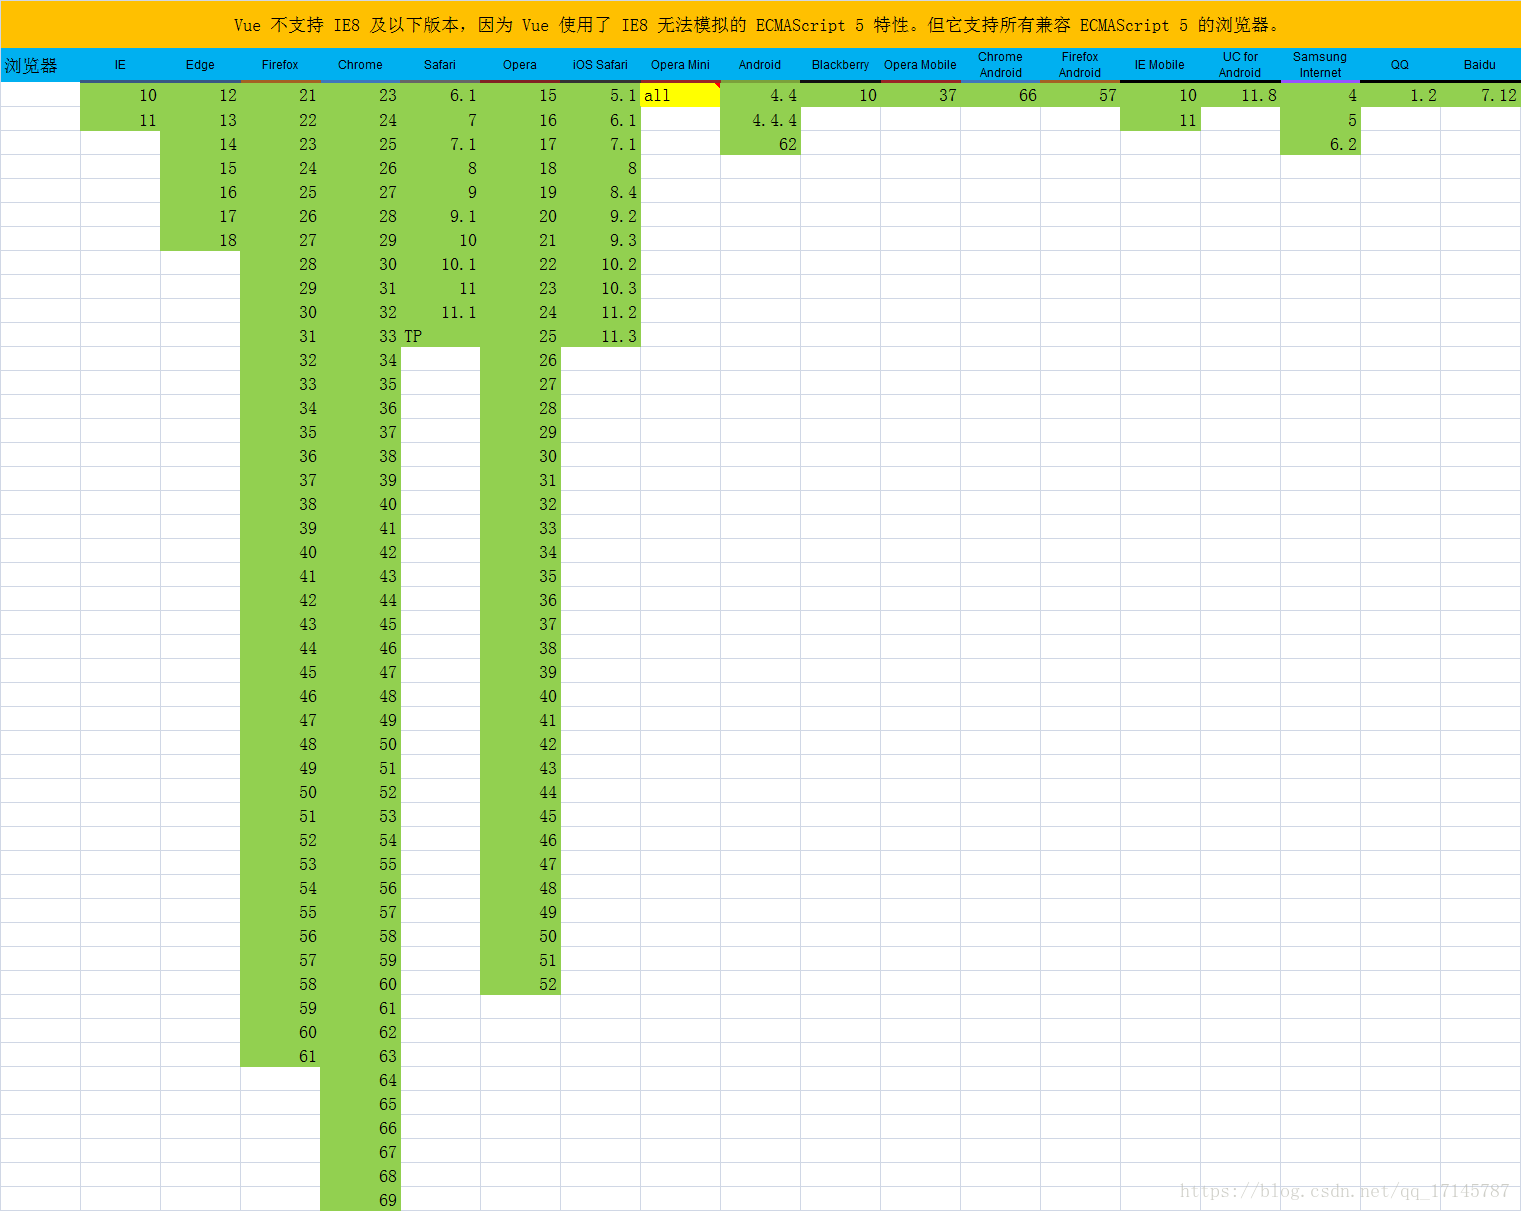 Vue 不支持 IE8 及以下版本，因为 Vue 使用了 IE8 无法模拟的 ECMAScript 5 特性。但它支持所有兼容 ECMAScript 5 的浏览器。
浏览器 IE Edge Firefox Chrome Safari Opera iOS Safari Opera Mini Android Blackberry Opera Mobile Chrome Android Firefox Android IE Mobile UC for Android Samsung Internet QQ Baidu
10 12 21 23 6.1 15 5.1 all 4.4 10 37 66 57 10 11.8 4 1.2 7.12
11 13 22 24 7 16 6.1 4.4.4 11 5
14 23 25 7.1 17 7.1 62 6.2
15 24 26 8 18 8
16 25 27 9 19 8.4
17 26 28 9.1 20 9.2
18 27 29 10 21 9.3
28 30 10.1 22 10.2
29 31 11 23 10.3
30 32 11.1 24 11.2
31 33 TP 25 11.3
32 34 26
33 35 27
34 36 28
35 37 29
36 38 30
37 39 31
38 40 32
39 41 33
40 42 34
41 43 35
42 44 36
43 45 37
44 46 38
45 47 39
46 48 40
47 49 41
48 50 42
49 51 43
50 52 44
51 53 45
52 54 46
53 55 47
54 56 48
55 57 49
56 58 50
57 59 51
58 60 52
59 61
60 62
61 63
64
65
66
67
68
69
https://blog.csdn.net/qq_17145787